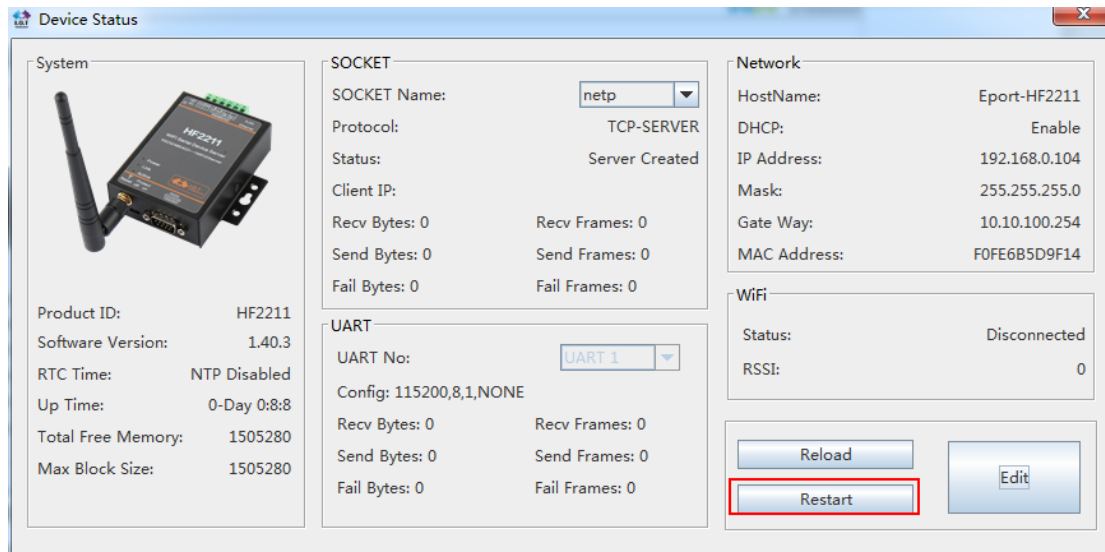 Device Status
System
HF2211
WiFi Serial Device Server
Product ID: HF2211
Software Version: 1.40.3
RTC Time: NTP Disabled
Up Time: 0-Day 0:8:8
Total Free Memory: 1505280
Max Block Size: 1505280
SOCKET
SOCKET Name: netp
Protocol: TCP-SERVER
Status: Server Created
Client IP:
Recv Bytes: 0 Recv Frames: 0
Send Bytes: 0 Send Frames: 0
Fail Bytes: 0 Fail Frames: 0
UART
UART No: UART 1
Config: 115200,8,1,NONE
Recv Bytes: 0 Recv Frames: 0
Send Bytes: 0 Send Frames: 0
Fail Bytes: 0 Fail Frames: 0
Network
HostName: Eport-HF2211
DHCP: Enable
IP Address: 192.168.0.104
Mask: 255.255.255.0
Gate Way: 10.10.100.254
MAC Address: F0FE6B5D9F14
WiFi
Status: Disconnected
RSSI: 0
Reload
Restart
Edit